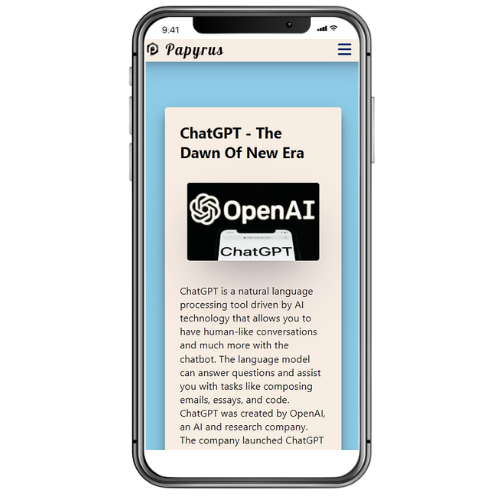 9:41
Papyrus
ChatGPT - The
Dawn Of New Era
OpenAI
ChatGPT
ChatGPT is a natural language
processing tool driven by AI
technology that allows you to
have human-like conversations
and much more with the
chatbot. The language model
can answer questions and assist
you with tasks like composing
emails, essays, and code.
ChatGPT was created by OpenAI,
an AI and research company.
The company launched ChatGPT